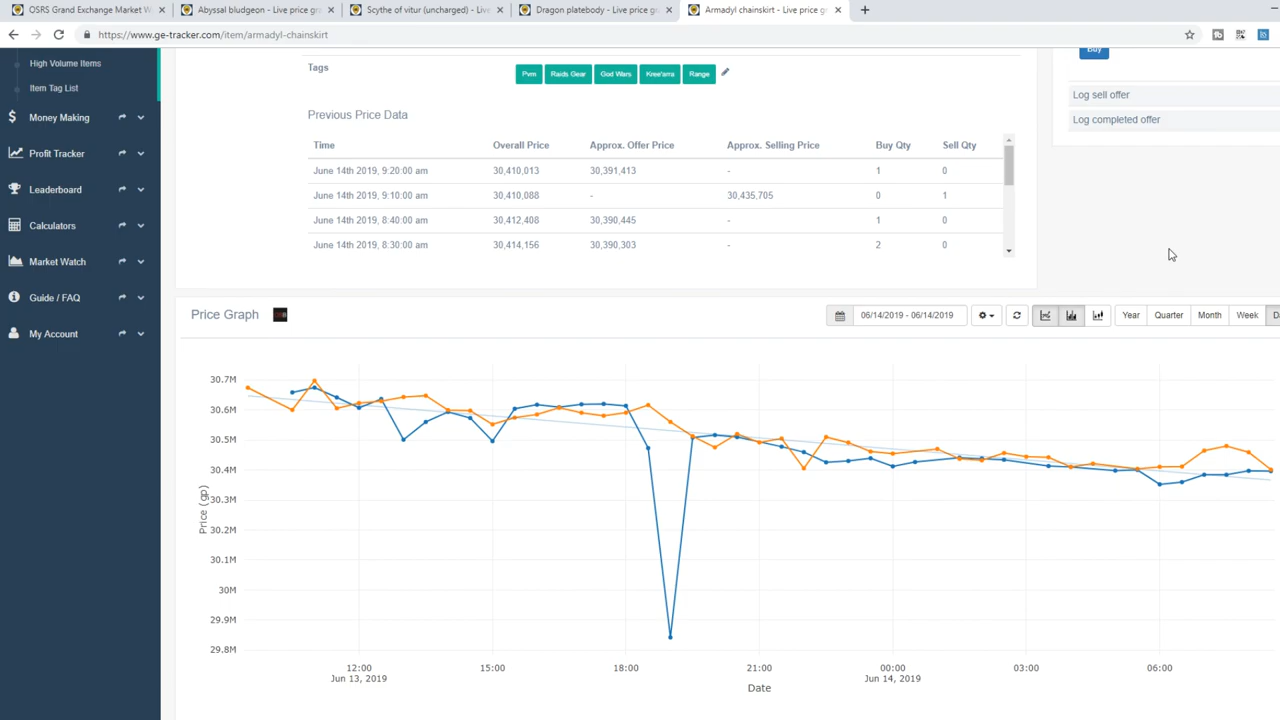 OSRS Grand Exchange Market W
Abyssal bludgeon - Live price gra
Scythe of vitur (uncharged) - Live
Dragon platebody - Live price gra
Armadyl chainskirt - Live price gr
https://www.ge-tracker.com/item/armadyl-chainskirt
High Volume Items
Item Tag List
Money Making
Profit Tracker
Leaderboard
Calculators
Market Watch
Guide / FAQ
My Account
Tags
Pvm Raids Gear God Wars Kree'arra Range
Buy
Log sell offer
Log completed offer
Previous Price Data
Time Overall Price Approx. Offer Price Approx. Selling Price Buy Qty Sell Qty
June 14th 2019, 9:20:00 am 30,410,013 30,391,413 - 1 0
June 14th 2019, 9:10:00 am 30,410,088 - 30,435,705 0 1
June 14th 2019, 8:40:00 am 30,412,408 30,390,445 - 1 0
June 14th 2019, 8:30:00 am 30,414,156 30,390,303 - 2 0
Price Graph
06/14/2019 - 06/14/2019
Year Quarter Month Week Da
30.7M
30.6M
30.5M
30.4M
30.3M
30.2M
30.1M
30M
29.9M
29.8M
Price (gp)
12:00 15:00 18:00 21:00 00:00 03:00 06:00
Jun 13, 2019 Jun 14, 2019
Date